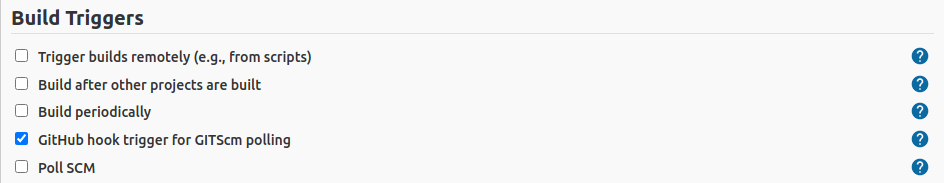 Build Triggers
Trigger builds remotely (e.g., from scripts)
Build after other projects are built
Build periodically
GitHub hook trigger for GITScm polling
Poll SCM